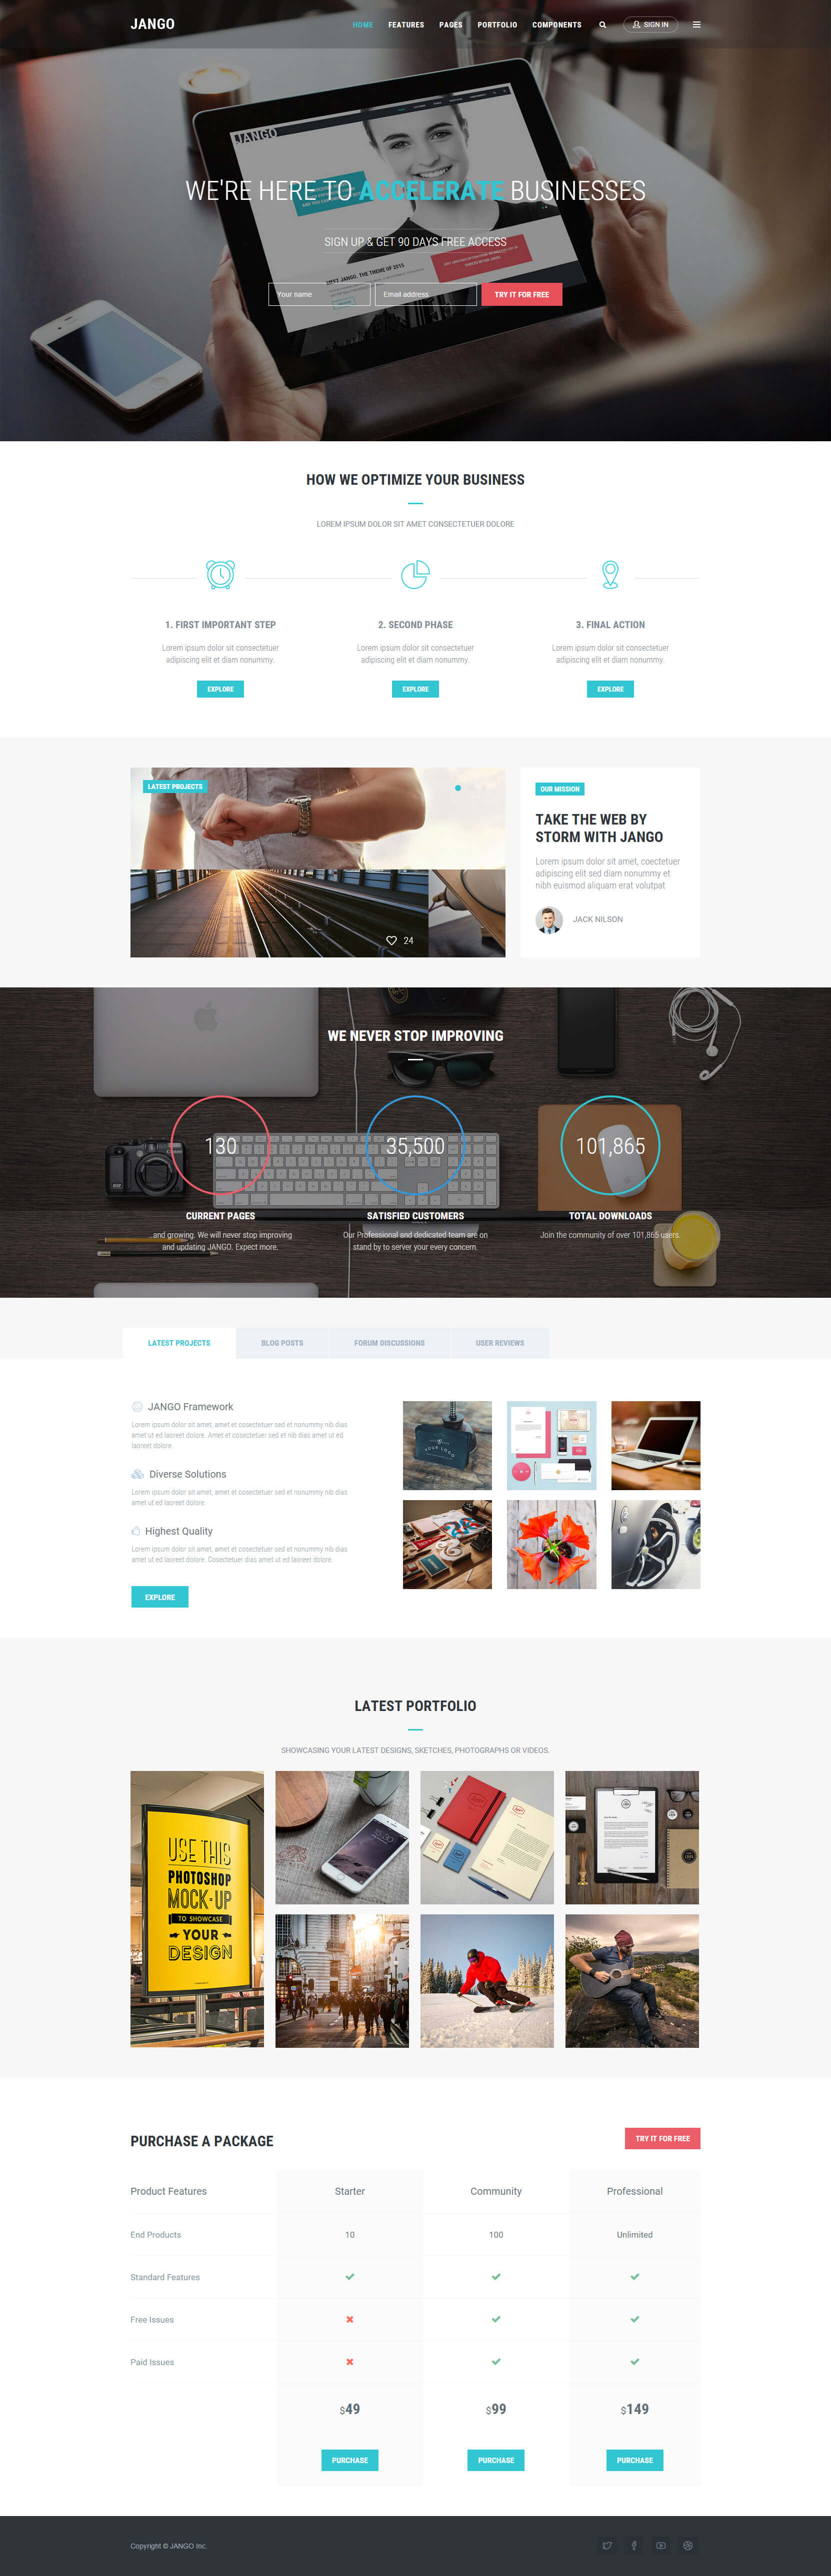 JANGO
HOME FEATURES PAGES PORTFOLIO COMPONENTS SIGN IN
JANGO
WE'RE HERE TO ACCELERATE BUSINESSES
SIGN UP & GET 90 DAYS FREE ACCESS
MEET JANGO, THE THEME OF 2015
Your name Email address TRY IT FOR FREE
HOW WE OPTIMIZE YOUR BUSINESS
LOREM IPSUM DOLOR SIT AMET CONSECTETUER DOLORE
1. FIRST IMPORTANT STEP 2. SECOND PHASE 3. FINAL ACTION
Lorem ipsum dolor sit consectetuer Lorem ipsum dolor sit consectetuer Lorem ipsum dolor sit consectetuer
adipiscing elit et diam nonummy. adipiscing elit et diam nonummy. adipiscing elit et diam nonummy.
EXPLORE EXPLORE EXPLORE
LATEST PROJECTS
24
OUR MISSION
TAKE THE WEB BY
STORM WITH JANGO
Lorem ipsum dolor sit amet, coectetuer
adipiscing elit sed diam nonummy et
nibh euismod aliquam erat volutpat
JACK NILSON
WE NEVER STOP IMPROVING
130 35,500 101,865
CURRENT PAGES SATISFIED CUSTOMERS TOTAL DOWNLOADS
...and growing. We will never stop improving Our Professional and dedicated team are on Join the community of over 101,865 users.
and updating JANGO. Expect more. stand by to server your every concern.
LATEST PROJECTS BLOG POSTS FORUM DISCUSSIONS USER REVIEWS
JANGO Framework
Lorem ipsum dolor sit amet, amet et cosectetuer sed et nonummy nib dias
amet ut ed laoreet dolore. Amet et cosectetuer sed et nib dias amet ut ed
laoreet dolore.
Diverse Solutions
Lorem ipsum dolor sit amet, amet et cosectetuer sed et nonummy nib dias
amet ut ed laoreet dolore.
Highest Quality
Lorem ipsum dolor sit amet, amet et cosectetuer sed et nonummy nib dias
amet ut ed laoreet dolore. Cosectetuer dias amet ut ed laoreet dolore.
EXPLORE
YOUR LOGO
LATEST PORTFOLIO
SHOWCASING YOUR LATEST DESIGNS, SKETCHES, PHOTOGRAPHS OR VIDEOS.
USE THIS
PHOTOSHOP
MOCK-UP
TO SHOWCASE
YOUR
DESIGN
PURCHASE A PACKAGE
TRY IT FOR FREE
Product Features Starter Community Professional
End Products 10 100 Unlimited
Standard Features
Free Issues
Paid Issues
$49 $99 $149
PURCHASE PURCHASE PURCHASE
Copyright © JANGO Inc.